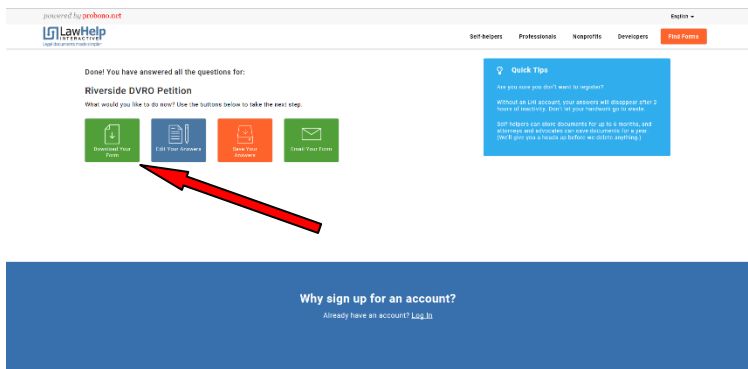 powered by probono.net
English
LawHelp
INTERACTIVE
Legal documents made simpler
Self-helpers Professionals Nonprofits Developers Find Forms
Done! You have answered all the questions for:
Riverside DVRO Petition
What would you like to do now? Use the buttons below to take the next step.
Download Your
Form
Edit Your Answers
Save Your
Answers
Email Your Form
Quick Tips
Are you sure you don't want to register?
Without an LHI account, your answers will disappear after 2
hours of inactivity. Don't let your hard work go to waste.
Self-helpers can store documents for up to 6 months, and
attorneys and advocates can save documents for a year.
(We'll give you a heads up before we delete anything.)
Why sign up for an account?
Already have an account? Log In